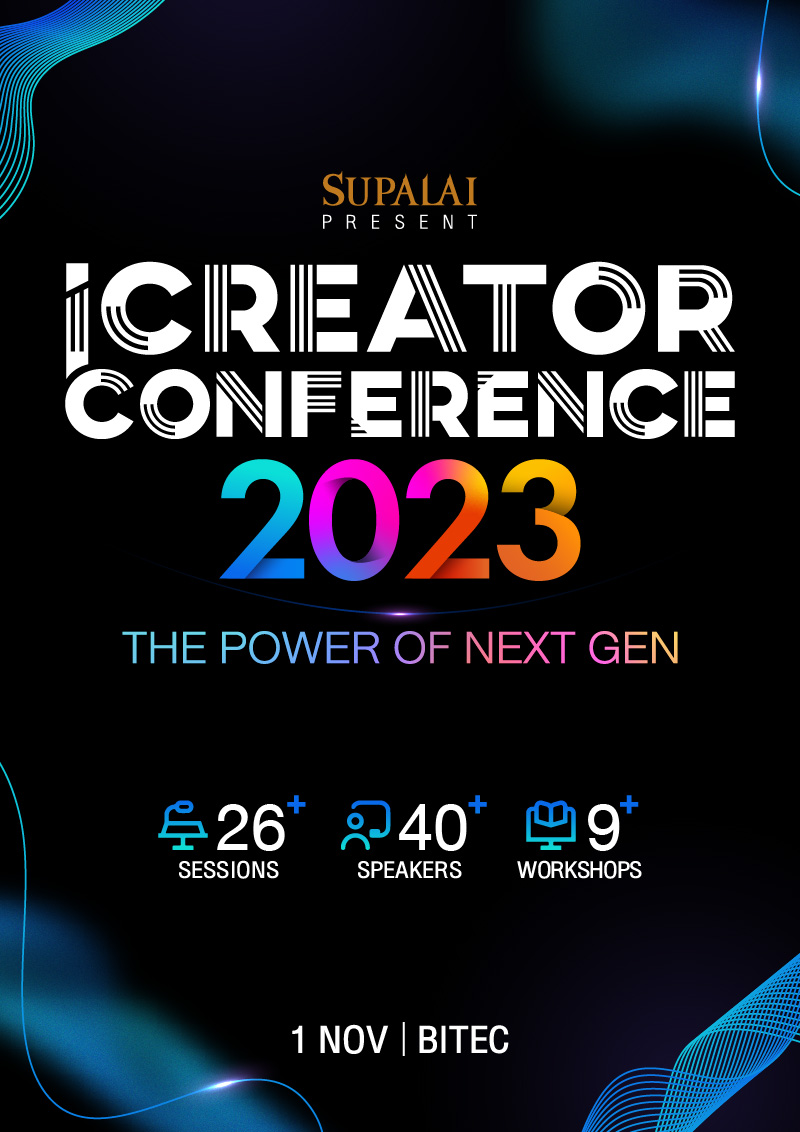 SUPALAI
PRESENT
iCREATOR
CONFERENCE
2023
THE POWER OF NEXT GEN
26+ 40+ 9+
SESSIONS SPEAKERS WORKSHOPS
1 NOV | BITEC